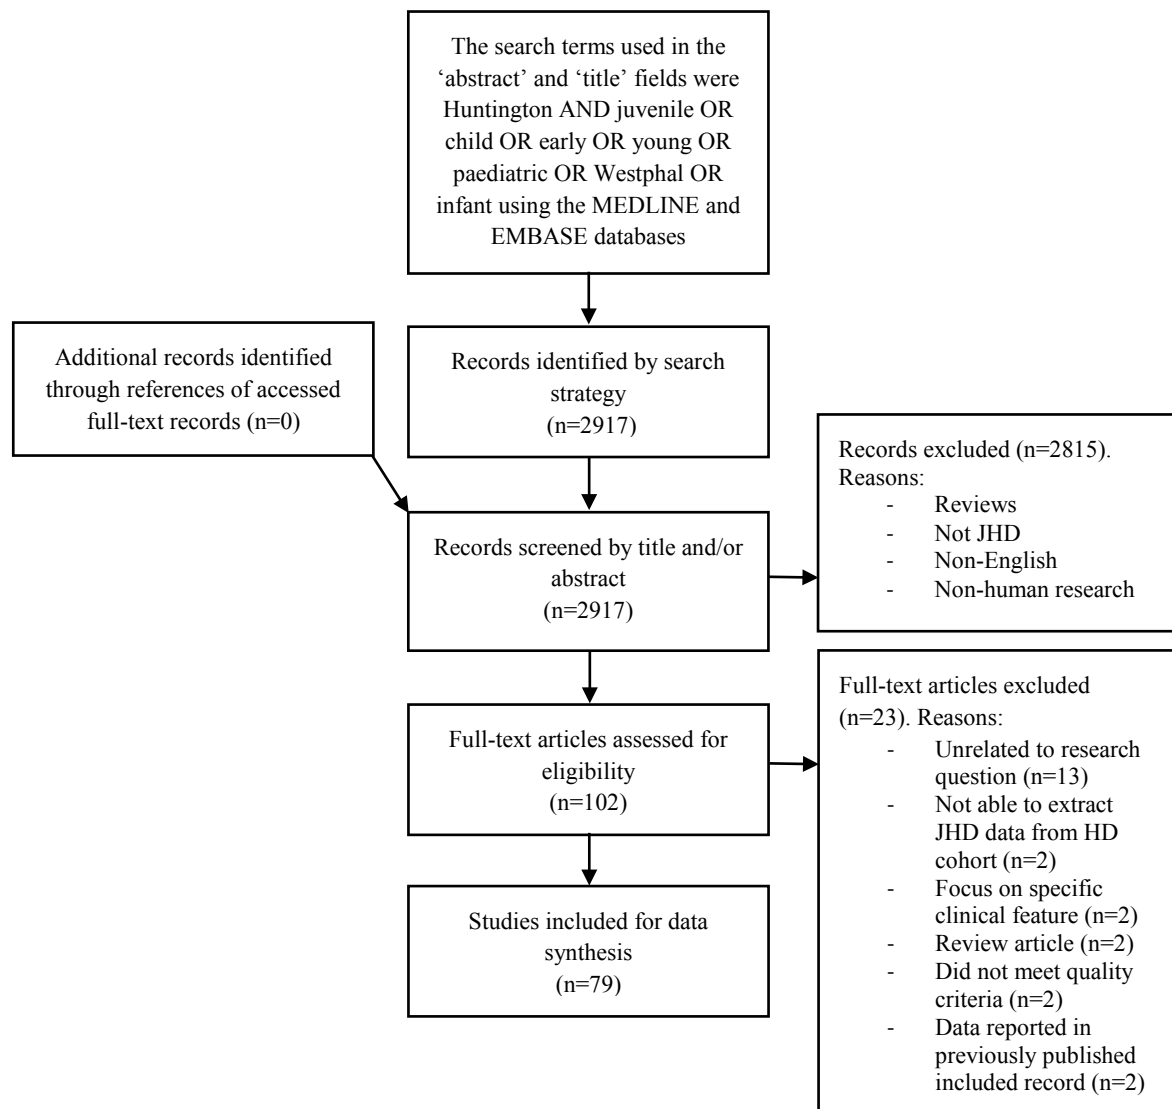 The search terms used in the
‘abstract’ and ‘title’ fields were
Huntington AND juvenile OR
child OR early OR young OR
paediatric OR Westphal OR
infant using the MEDLINE and
EMBASE databases
Additional records identified
through references of accessed
full-text records (n=0)
Records identified by search
strategy
(n=2917)
Records screened by title and/or
abstract
(n=2917)
Records excluded (n=2815).
Reasons:
- Reviews
- Not JHD
- Non-English
- Non-human research
Full-text articles assessed for
eligibility
(n=102)
Full-text articles excluded
(n=23). Reasons:
- Unrelated to research
question (n=13)
- Not able to extract
JHD data from HD
cohort (n=2)
- Focus on specific
clinical feature (n=2)
- Review article (n=2)
- Did not meet quality
criteria (n=2)
- Data reported in
previously published
included record (n=2)
Studies included for data
synthesis
(n=79)